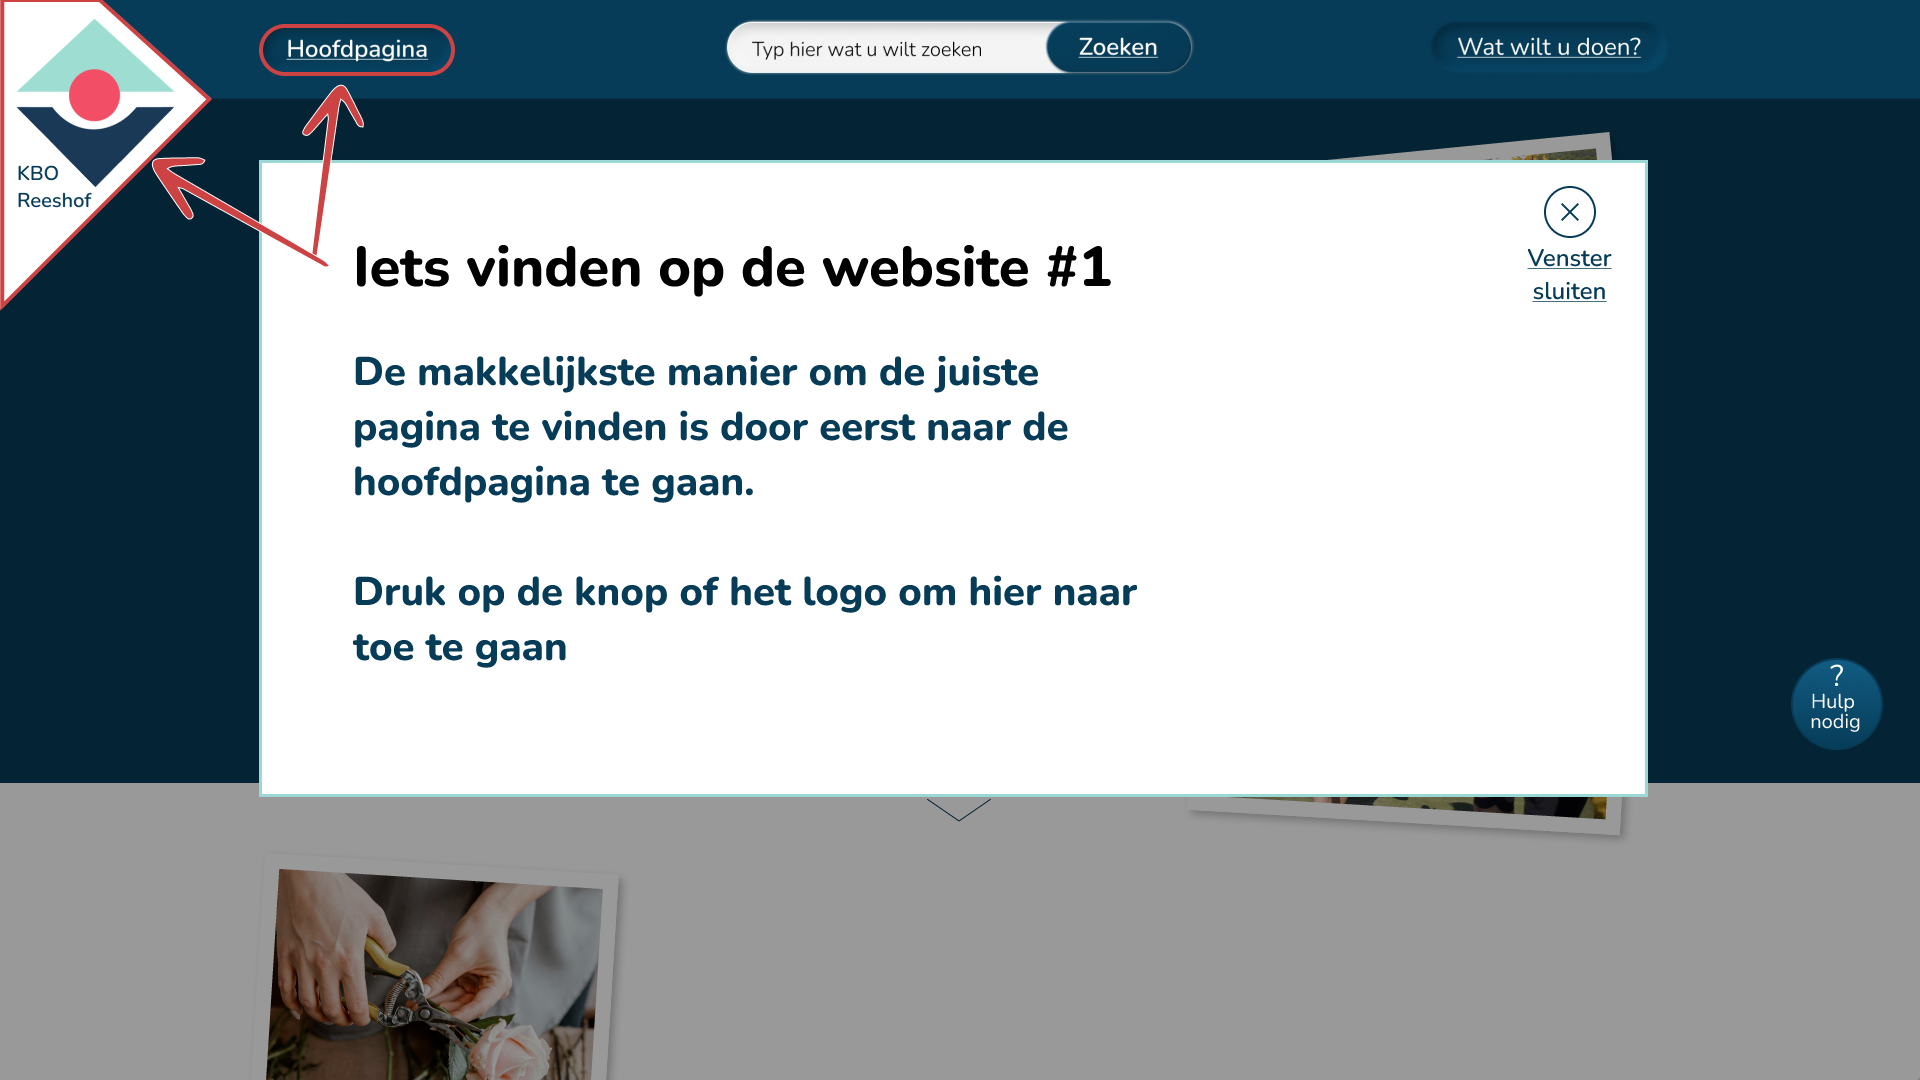 Hoofdpagina
Typ hier wat u wilt zoeken
Zoeken
Wat wilt u doen?
KBO
Reeshof
Iets vinden op de website #1
Venster
sluiten
De makkelijkste manier om de juiste
pagina te vinden is door eerst naar de
hoofdpagina te gaan.
Druk op de knop of het logo om hier naar
toe te gaan
?
Hulp
nodig